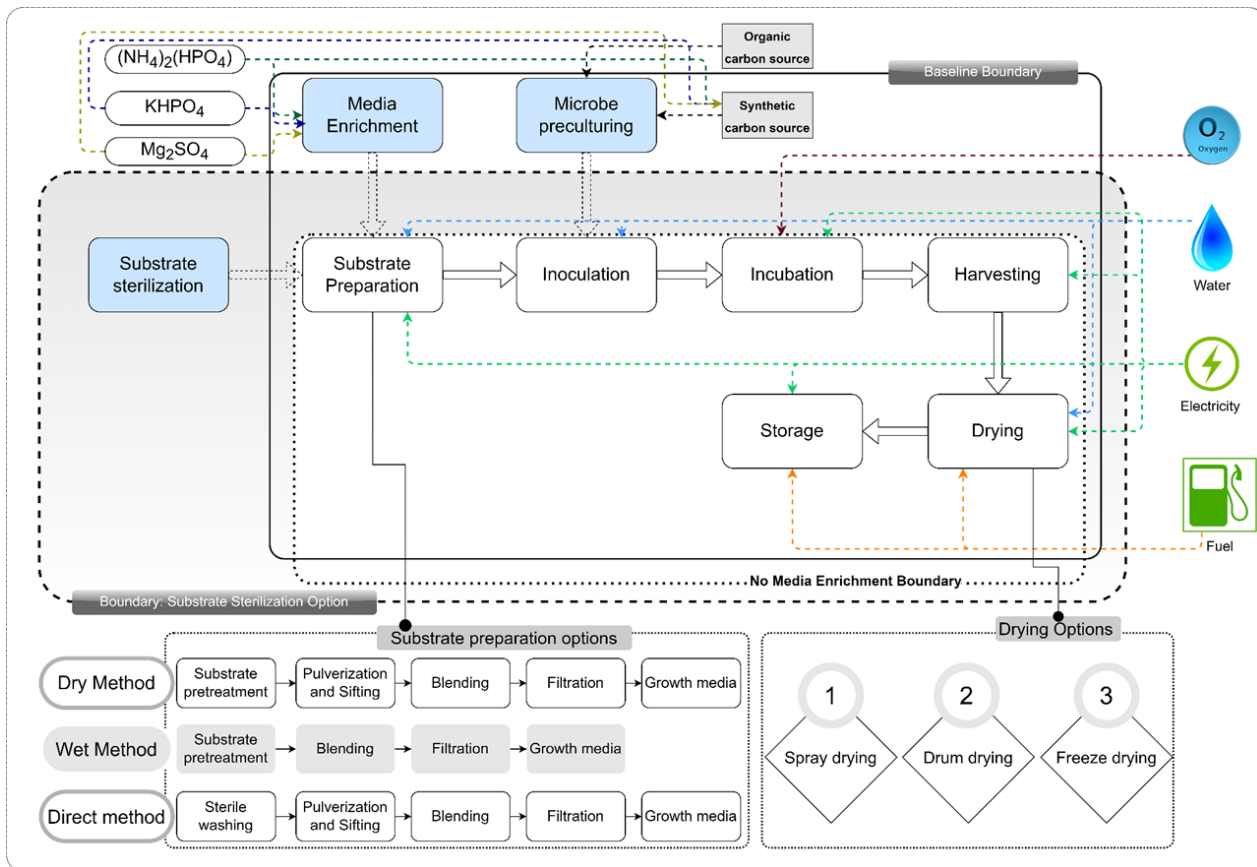 (NH₄)₂(HPO₄)
KHPO₄
Mg₂SO₄
Media
Enrichment
Microbe
preculturing
Organic
carbon source
Synthetic
carbon source
Baseline Boundary
O₂
Oxygen
Water
Electricity
Fuel
Substrate
sterilization
Substrate
Preparation
Inoculation
Incubation
Harvesting
Storage
Drying
No Media Enrichment Boundary
Boundary: Substrate Sterilization Option
Substrate preparation options
Dry Method
Substrate
pretreatment
Pulverization
and Sifting
Blending
Filtration
Growth media
Wet Method
Substrate
pretreatment
Blending
Filtration
Growth media
Direct method
Sterile
washing
Pulverization
and Sifting
Blending
Filtration
Growth media
Drying Options
1
Spray drying
2
Drum drying
3
Freeze drying